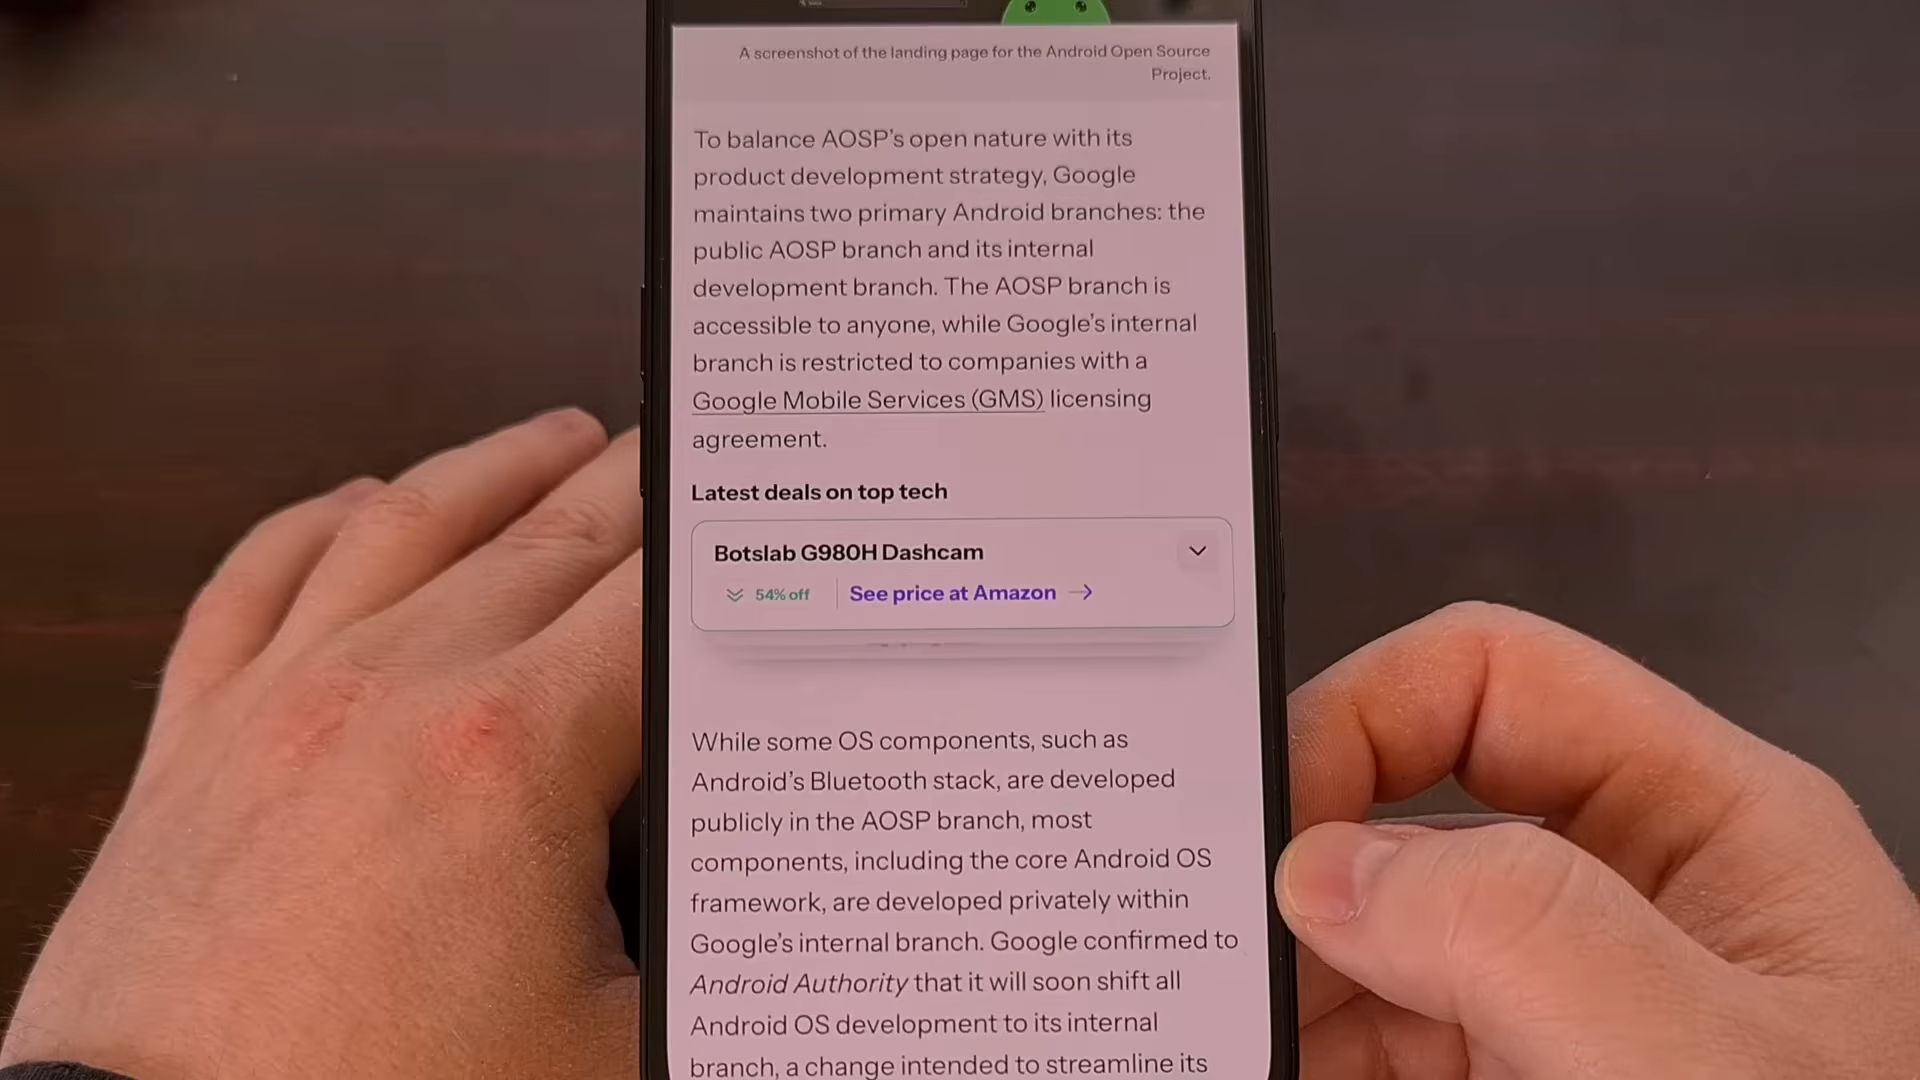 A screenshot of the landing page for the Android Open Source
Project.
To balance AOSP's open nature with its
product development strategy, Google
maintains two primary Android branches: the
public AOSP branch and its internal
development branch. The AOSP branch is
accessible to anyone, while Google's internal
branch is restricted to companies with a
Google Mobile Services (GMS) licensing
agreement.
Latest deals on top tech
Botslab G980H Dashcam
54% off
See price at Amazon
While some OS components, such as
Android's Bluetooth stack, are developed
publicly in the AOSP branch, most
components, including the core Android OS
framework, are developed privately within
Google's internal branch. Google confirmed to
Android Authority that it will soon shift all
Android OS development to its internal
branch, a change intended to streamline its